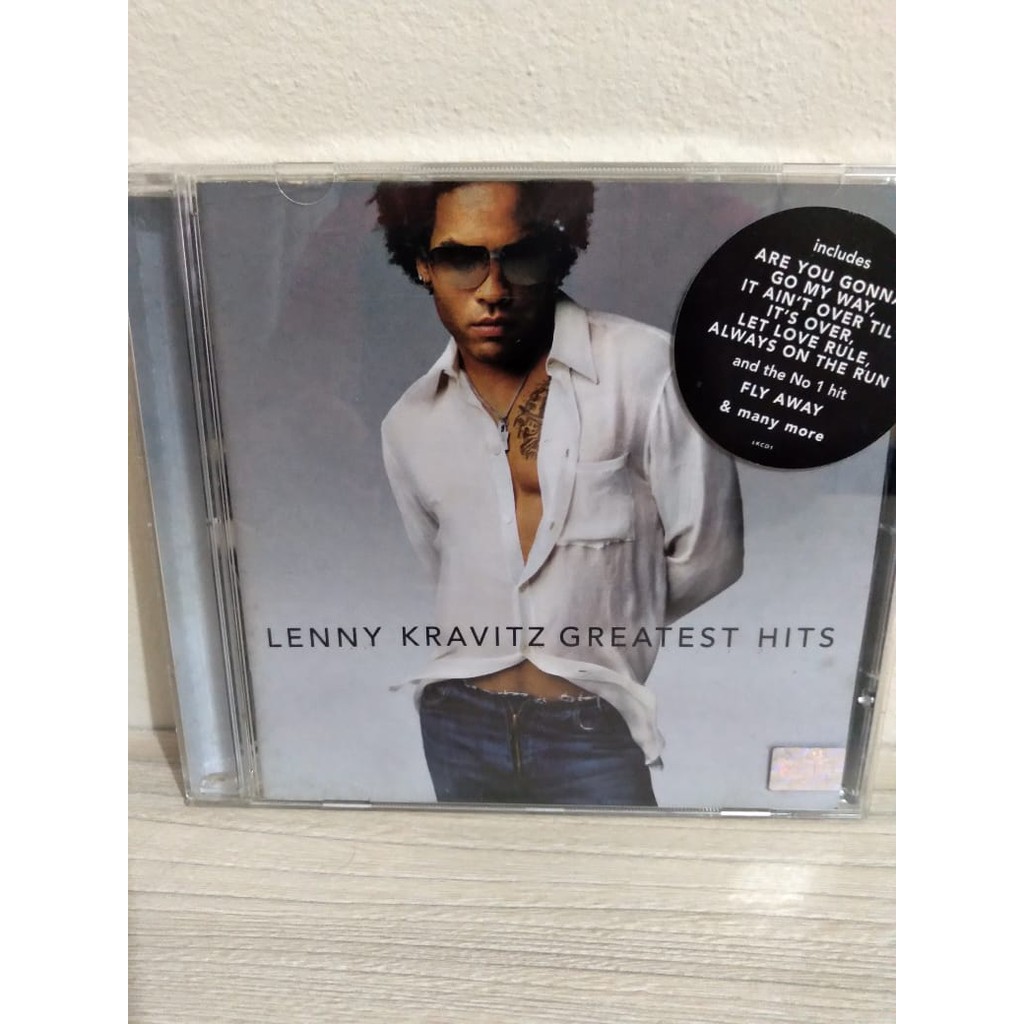 includes
ARE YOU GONNA
GO MY WAY,
IT AIN'T OVER TIL
IT'S OVER,
LET LOVE RULE,
ALWAYS ON THE RUN
and the No 1 hit
FLY AWAY
& many more
LKCD1
LENNY KRAVITZ GREATEST HITS